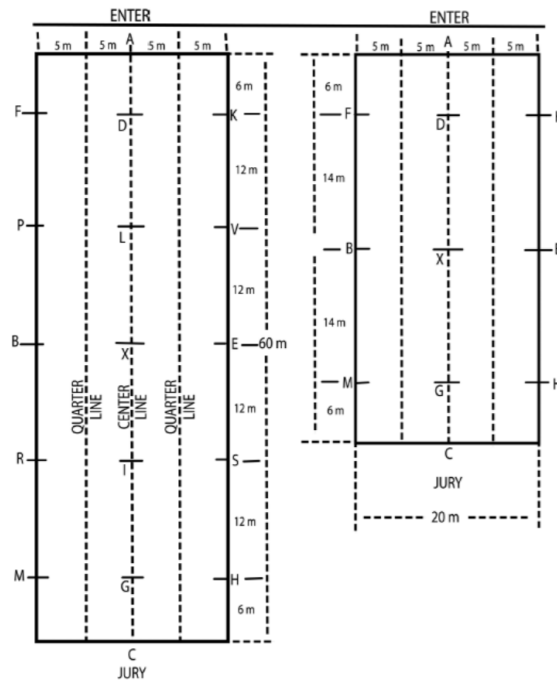 ENTER
A
5 m 5 m 5 m 5 m
6 m
F D K
12 m
P L V
12 m
B X E 60 m
QUARTER LINE
CENTER LINE
QUARTER LINE
12 m
R I S
12 m
M G H
6 m
C
JURY
ENTER
A
5 m 5 m 5 m 5 m
6 m
F D
14 m
B X
14 m
M G H
6 m
C
JURY
20 m